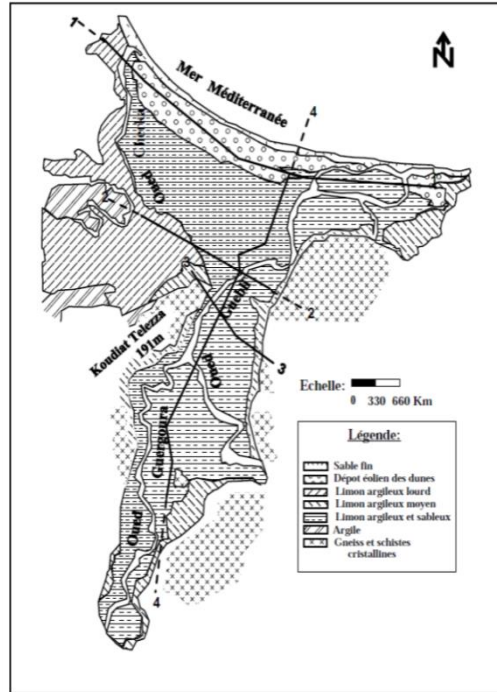 1
N
Mer Méditerranée
4
Oued
2
Guebli
Koudiat Telezza
191m
Oued
3
Echelle:
0 330 660 Km
Guergoura
Oued
4
Légende:
Sable fin
Dépot éolien des dunes
Limon argileux lourd
Limon argileux moyen
Limon argileux et sableux
Argile
Gneiss et schistes
cristallines